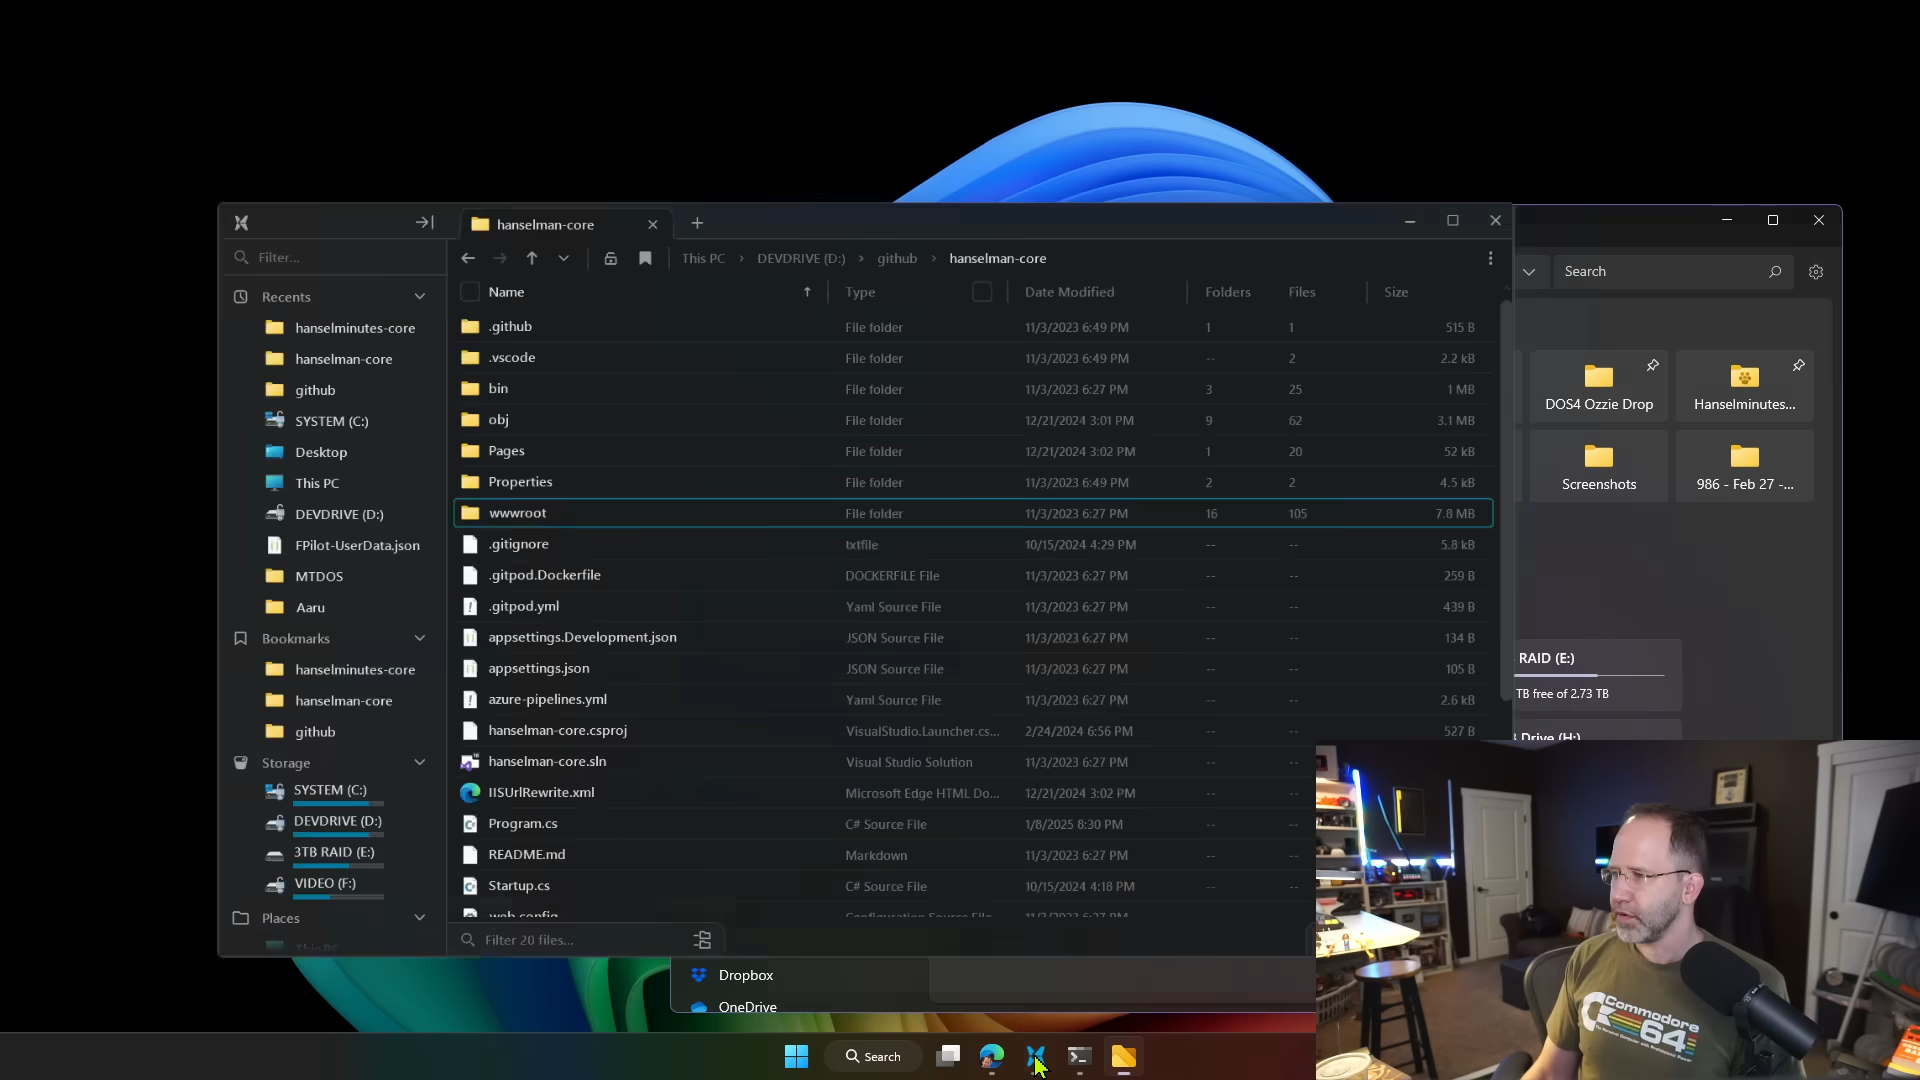 hanselman-core
Filter...
This PC
DEVDRIVE (D:)
github
hanselman-core
Search
Name
Type
Date Modified
Folders
Files
Size
Recents
hanselminutes-core
hanselman-core
github
SYSTEM (C:)
Desktop
This PC
DEVDRIVE (D:)
FPilot-UserData.json
MTDOS
Aaru
Bookmarks
hanselminutes-core
hanselman-core
github
Storage
SYSTEM (C:)
DEVDRIVE (D:)
3TB RAID (E:)
VIDEO (F:)
Places
This PC
.github File folder 11/3/2023 6:49 PM 1 1 515 B
.vscode File folder 11/3/2023 6:49 PM -- 2 2.2 kB
bin File folder 11/3/2023 6:27 PM 3 25 1 MB
obj File folder 12/21/2024 3:01 PM 9 62 3.1 MB
Pages File folder 12/21/2024 3:02 PM 1 20 52 kB
Properties File folder 11/3/2023 6:49 PM 2 2 4.5 kB
wwwroot File folder 11/3/2023 6:27 PM 16 105 7.8 MB
.gitignore txtfile 10/15/2024 4:29 PM -- -- 5.8 kB
.gitpod.Dockerfile DOCKERFILE File 11/3/2023 6:27 PM -- -- 259 B
.gitpod.yml Yaml Source File 11/3/2023 6:27 PM -- -- 439 B
appsettings.Development.json JSON Source File 11/3/2023 6:27 PM -- -- 134 B
appsettings.json JSON Source File 11/3/2023 6:27 PM -- -- 105 B
azure-pipelines.yml Yaml Source File 11/3/2023 6:27 PM -- -- 2.6 kB
hanselman-core.csproj VisualStudio.Launcher.cs... 2/24/2024 6:56 PM -- -- 527 B
hanselman-core.sln Visual Studio Solution 11/3/2023 6:27 PM -- --
IISUrlRewrite.xml Microsoft Edge HTML Do... 12/21/2024 3:02 PM -- --
Program.cs C# Source File 1/8/2025 8:30 PM -- --
README.md Markdown 11/3/2023 6:27 PM -- --
Startup.cs C# Source File 10/15/2024 4:18 PM -- --
web.config Configuration Source File 11/3/2023 6:27 PM
Filter 20 files...
DOS4 Ozzie Drop
Hanselminutes...
Screenshots
986 - Feb 27 -...
RAID (E:)
TB free of 2.73 TB
Drive (H:)
Dropbox
OneDrive
Search
Commodore
64